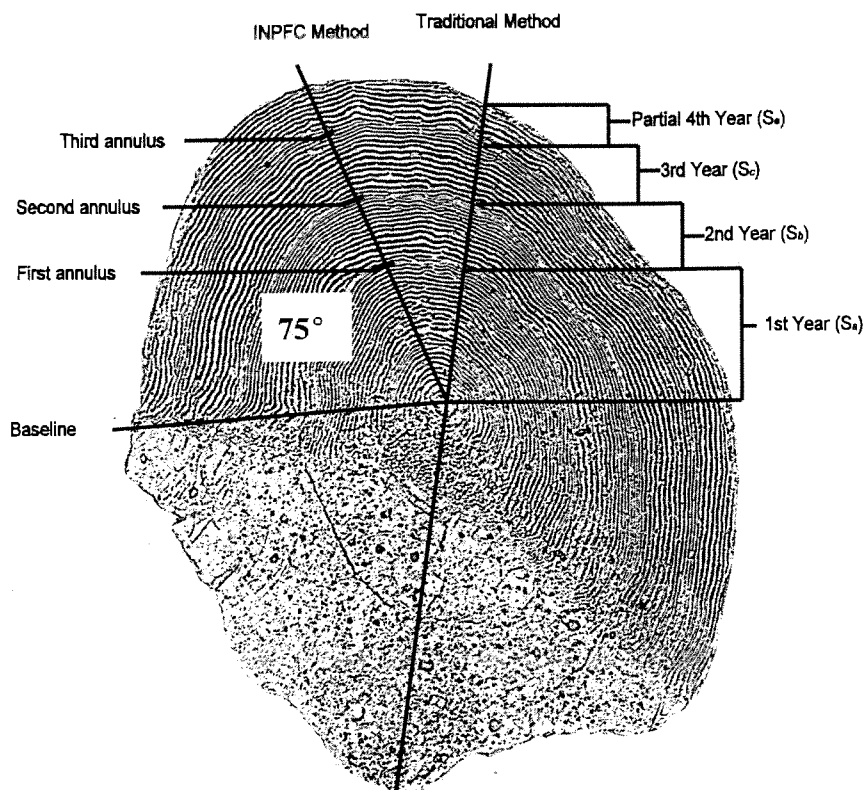 INPFC Method
Traditional Method
Third annulus
Partial 4th Year (Se)
3rd Year (Sc)
Second annulus
2nd Year (Sb)
First annulus
75°
1st Year (Sa)
Baseline